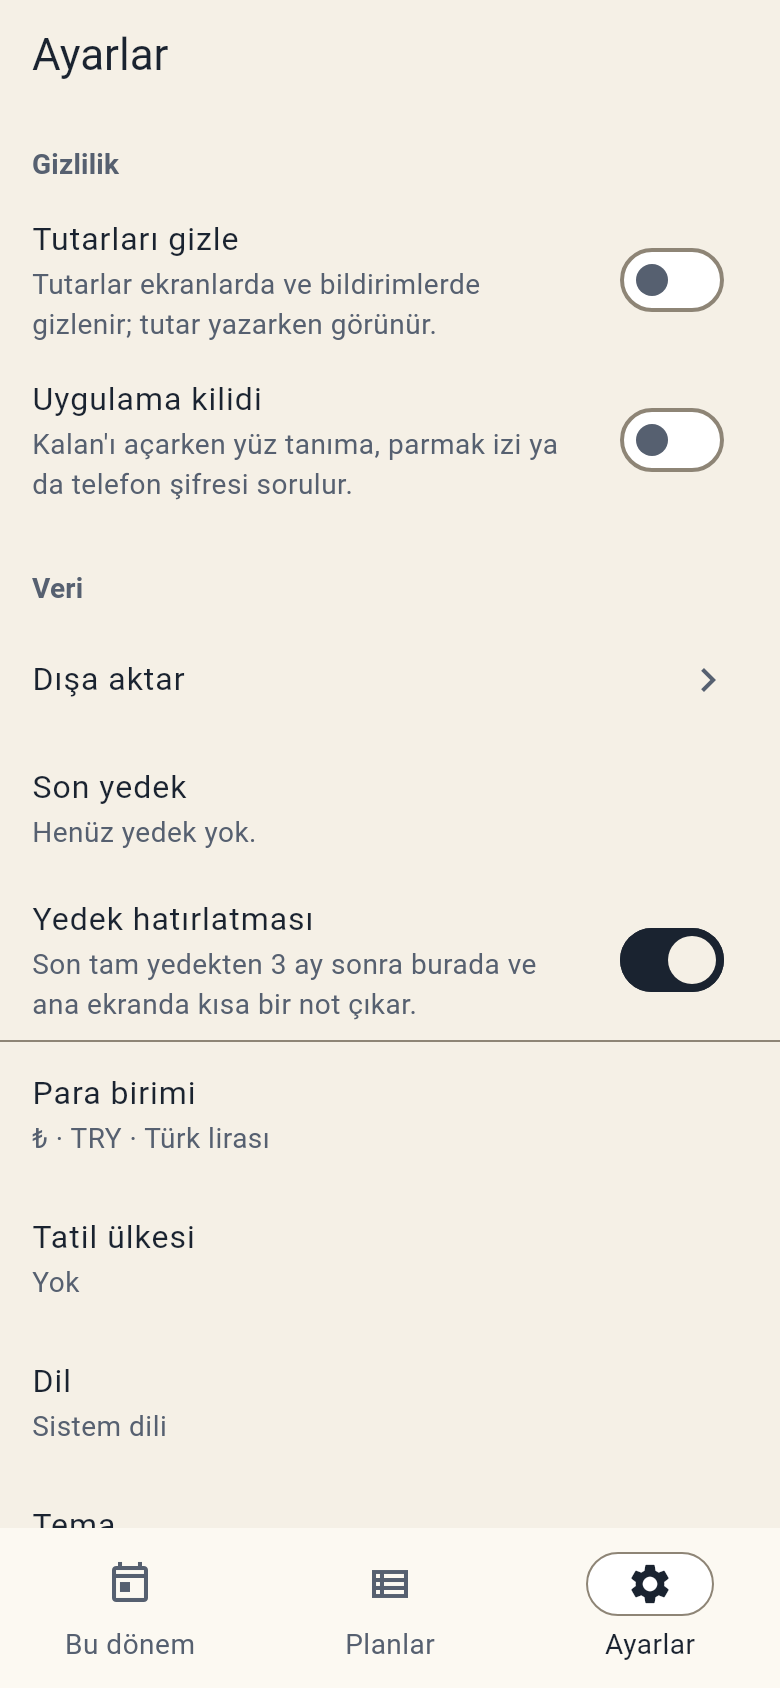 Ayarlar
Gizlilik
Tutarları gizle
Tutarlar ekranlarda ve bildirimlerde
gizlenir; tutar yazarken görünür.
Uygulama kilidi
Kalan'ı açarken yüz tanıma, parmak izi ya
da telefon şifresi sorulur.
Veri
Dışa aktar
Son yedek
Henüz yedek yok.
Yedek hatırlatması
Son tam yedekten 3 ay sonra burada ve
ana ekranda kısa bir not çıkar.
Para birimi
₺ · TRY · Türk lirası
Tatil ülkesi
Yok
Dil
Sistem dili
Tema
Bu dönem
Planlar
Ayarlar